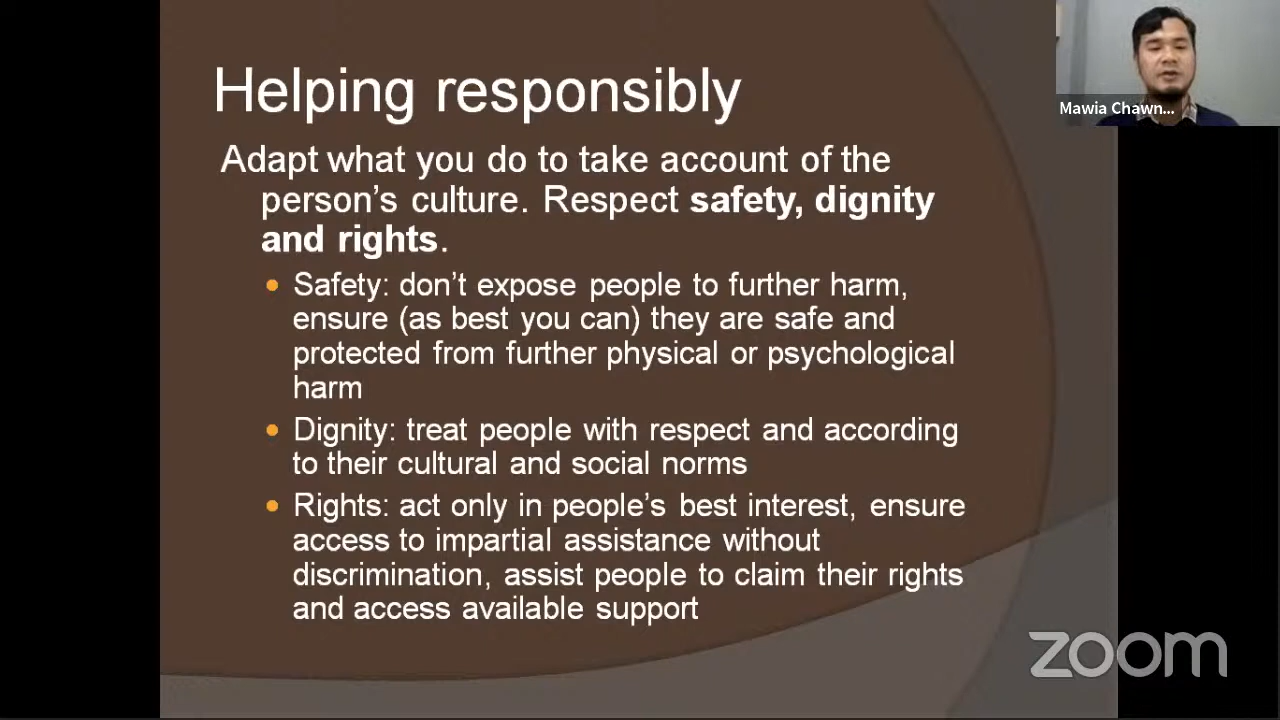 Helping responsibly
Adapt what you do to take account of the
person's culture. Respect safety, dignity
and rights.
Safety: don't expose people to further harm,
ensure (as best you can) they are safe and
protected from further physical or psychological
harm
Dignity: treat people with respect and according
to their cultural and social norms
Rights: act only in people's best interest, ensure
access to impartial assistance without
discrimination, assist people to claim their rights
and access available support
Mawia Chawn...
zoom